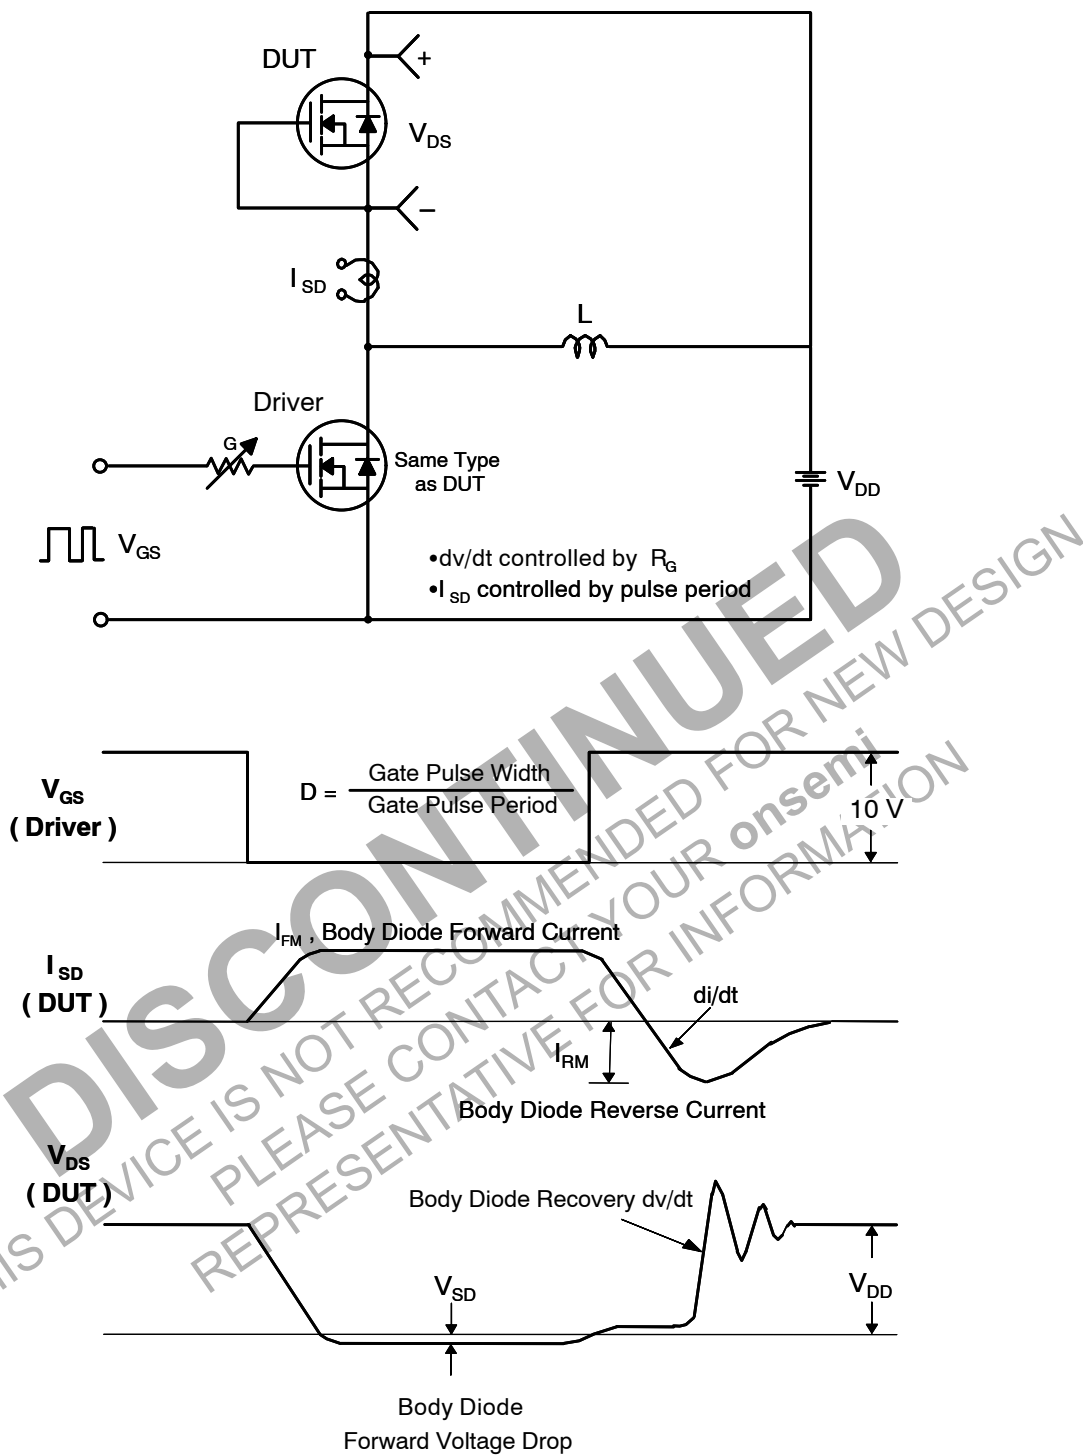 DUT
+
V_DS
−
I_SD
L
Driver
G
Same Type
as DUT
V_DD
V_GS
•dv/dt controlled by R_G
•I_SD controlled by pulse period
DISCONTINUED
THIS DEVICE IS NOT RECOMMENDED FOR NEW DESIGN
PLEASE CONTACT YOUR onsemi
REPRESENTATIVE FOR INFORMATION
V_GS
( Driver )
D = Gate Pulse Width
Gate Pulse Period
10 V
I_FM , Body Diode Forward Current
I_SD
( DUT )
di/dt
I_RM
Body Diode Reverse Current
V_DS
( DUT )
Body Diode Recovery dv/dt
V_SD
V_DD
Body Diode
Forward Voltage Drop